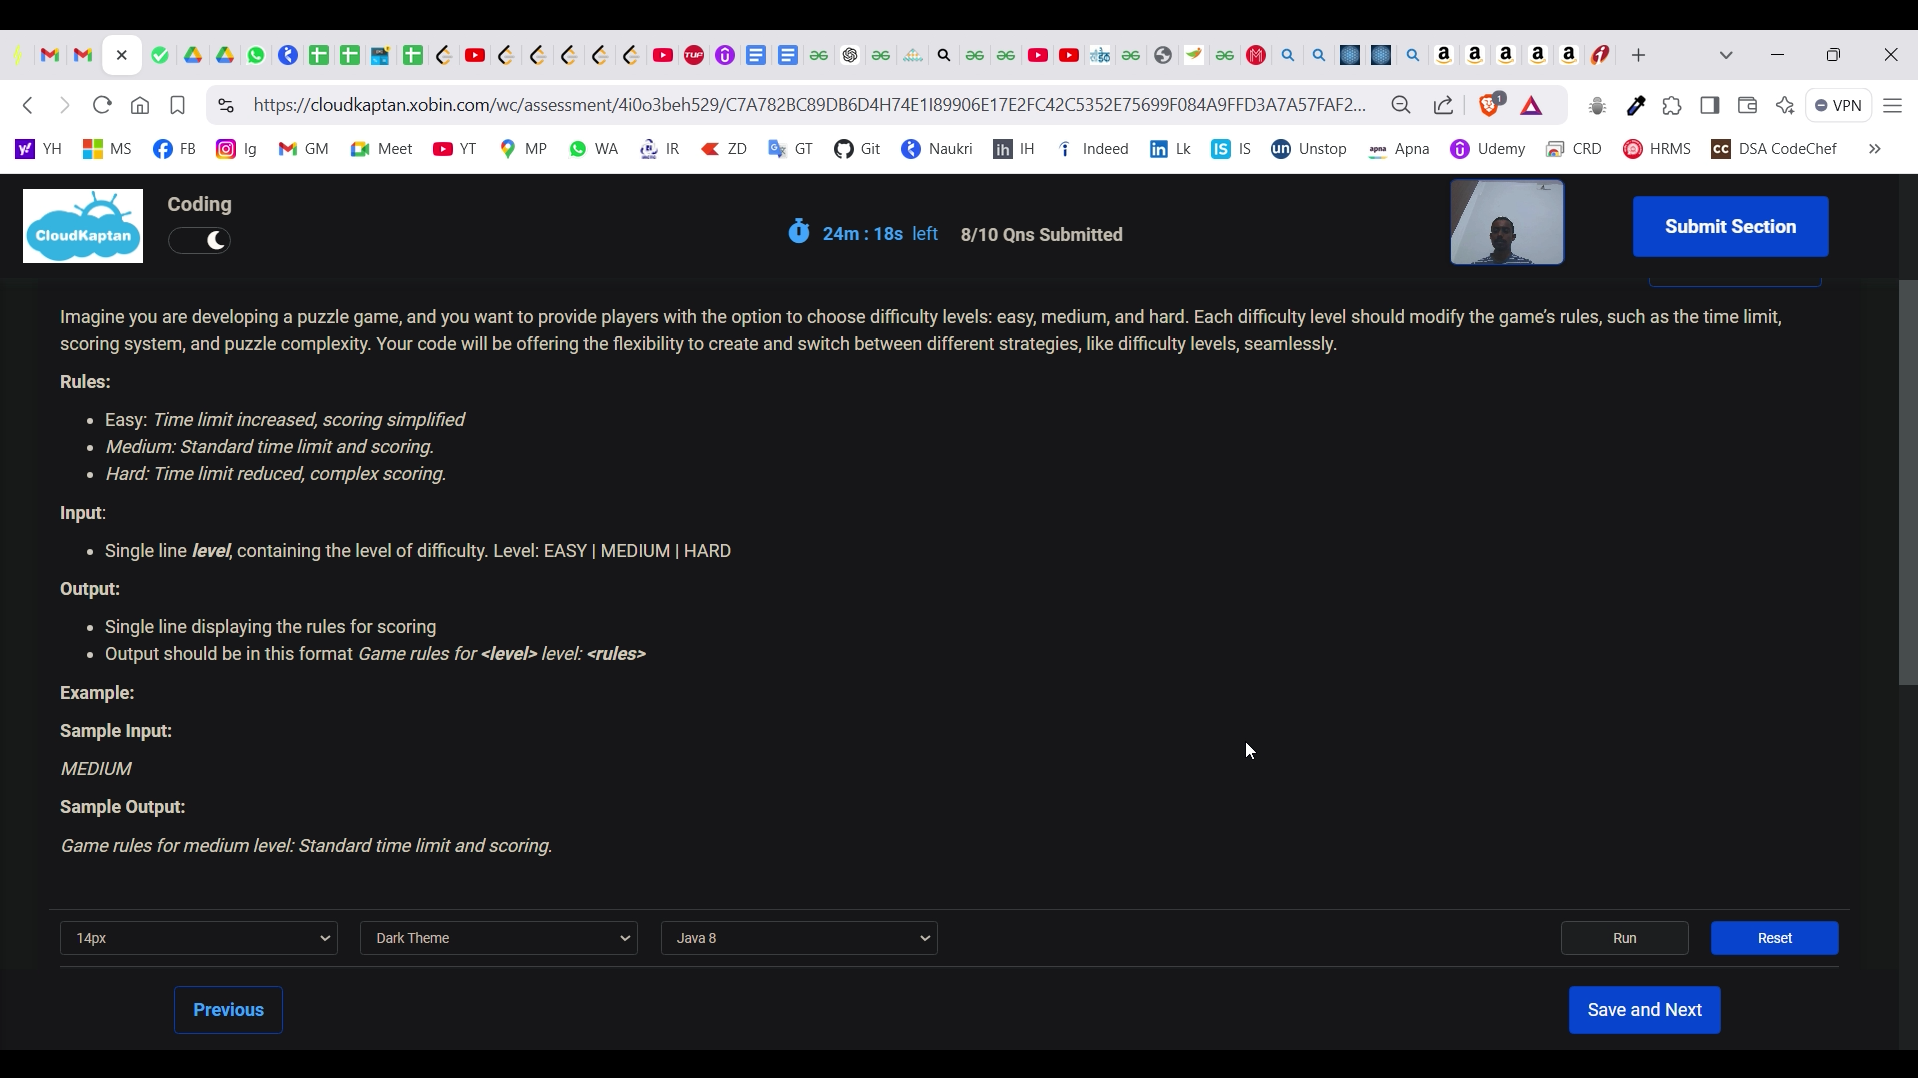 https://cloudkaptan.xobin.com/wc/assessment/4i0o3beh529/C7A782BC89DB6D4H74E1I89906E17E2FC42C5352E75699F084A9FFD3A7A57FAF2...
VPN
YH MS FB Ig GM Meet YT MP WA IR ZD GT Git Naukri IH Indeed Lk IS Unstop Apna Udemy CRD HRMS DSA CodeChef
CloudKaptan
Coding
24m : 18s left 8/10 Qns Submitted
Submit Section
Imagine you are developing a puzzle game, and you want to provide players with the option to choose difficulty levels: easy, medium, and hard. Each difficulty level should modify the game's rules, such as the time limit,
scoring system, and puzzle complexity. Your code will be offering the flexibility to create and switch between different strategies, like difficulty levels, seamlessly.
Rules:
• Easy: Time limit increased, scoring simplified
• Medium: Standard time limit and scoring.
• Hard: Time limit reduced, complex scoring.
Input:
• Single line level, containing the level of difficulty. Level: EASY | MEDIUM | HARD
Output:
• Single line displaying the rules for scoring
• Output should be in this format Game rules for <level> level: <rules>
Example:
Sample Input:
MEDIUM
Sample Output:
Game rules for medium level: Standard time limit and scoring.
14px Dark Theme Java 8 Run Reset
Previous Save and Next